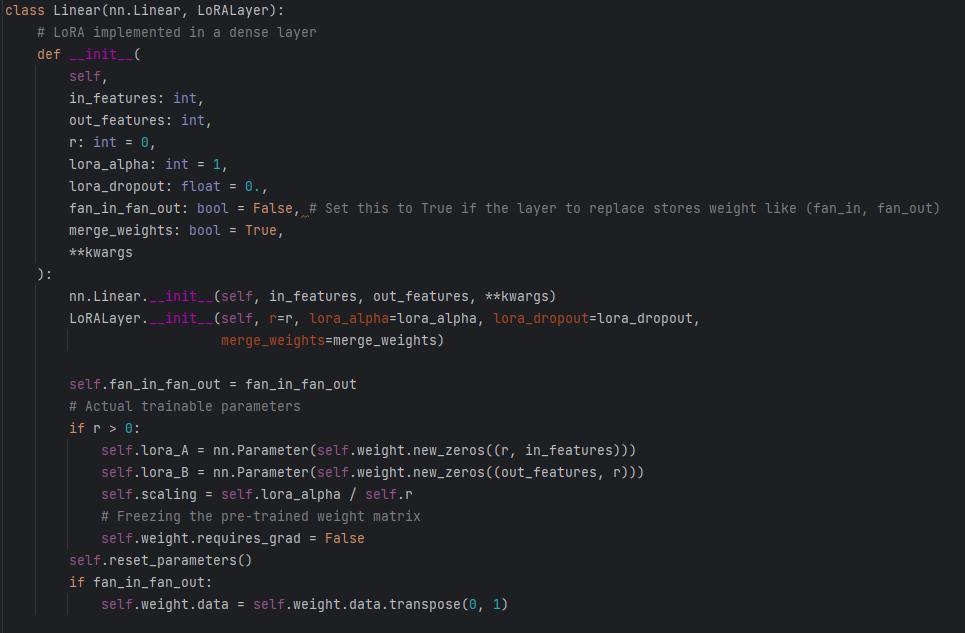 class Linear(nn.Linear, LoRALayer):
    # LoRA implemented in a dense layer
    def __init__(
        self,
        in_features: int,
        out_features: int,
        r: int = 0,
        lora_alpha: int = 1,
        lora_dropout: float = 0.,
        fan_in_fan_out: bool = False, # Set this to True if the layer to replace stores weight like (fan_in, fan_out)
        merge_weights: bool = True,
        **kwargs
    ):
        nn.Linear.__init__(self, in_features, out_features, **kwargs)
        LoRALayer.__init__(self, r=r, lora_alpha=lora_alpha, lora_dropout=lora_dropout,
                           merge_weights=merge_weights)

        self.fan_in_fan_out = fan_in_fan_out
        # Actual trainable parameters
        if r > 0:
            self.lora_A = nn.Parameter(self.weight.new_zeros((r, in_features)))
            self.lora_B = nn.Parameter(self.weight.new_zeros((out_features, r)))
            self.scaling = self.lora_alpha / self.r
            # Freezing the pre-trained weight matrix
            self.weight.requires_grad = False
        self.reset_parameters()
        if fan_in_fan_out:
            self.weight.data = self.weight.data.transpose(0, 1)